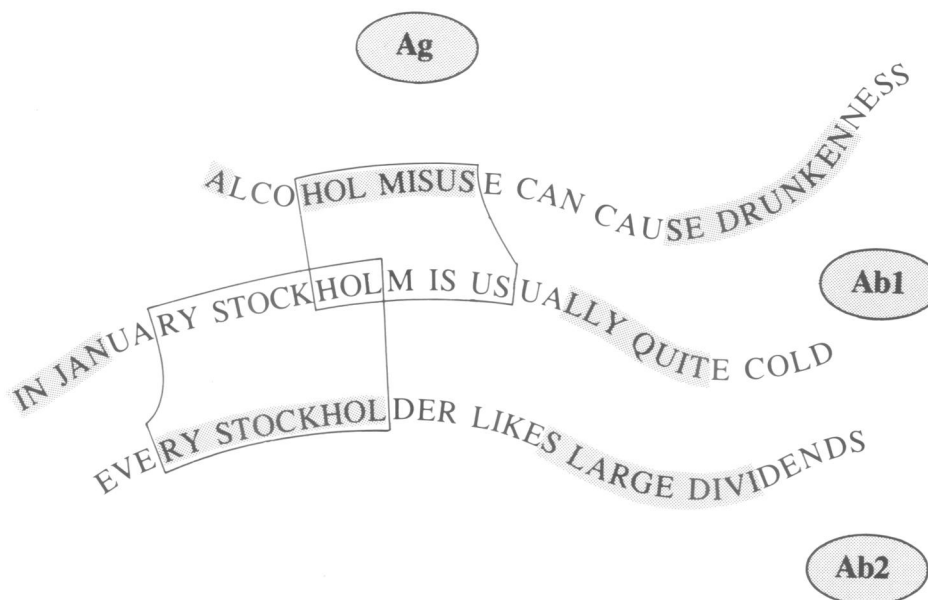 Ag
ALCOHOL MISUSE CAN CAUSE DRUNKENNESS
Ab1
IN JANUARY STOCKHOLM IS USUALLY QUITE COLD
EVERY STOCKHOLDER LIKES LARGE DIVIDENDS
Ab2